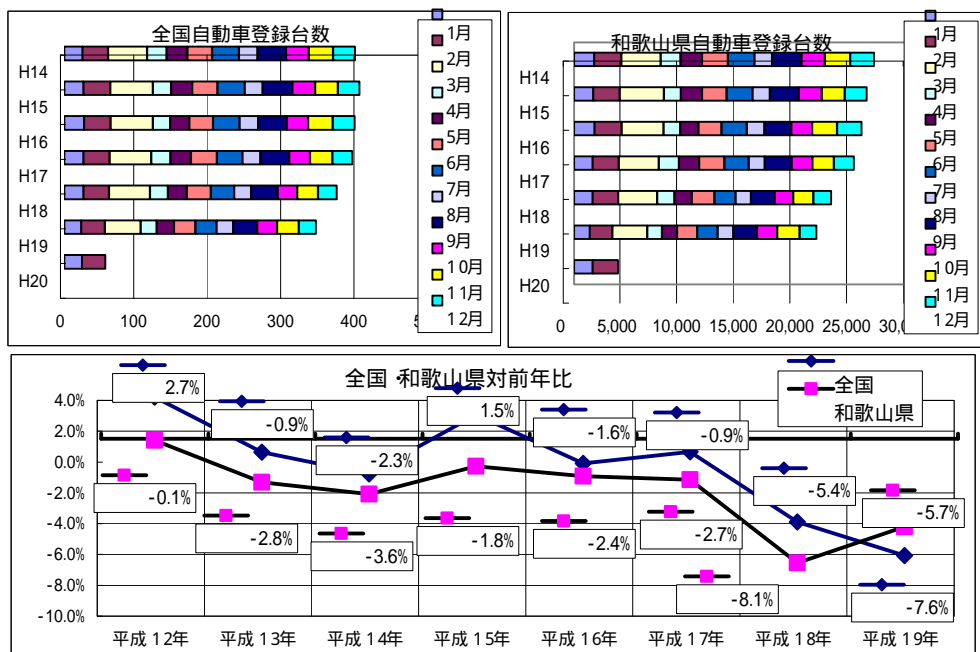 全国自動車登録台数
H14
H15
H16
H17
H18
H19
H20
0 100 200 300 400
1月
2月
3月
4月
5月
6月
7月
8月
9月
10月
11月
12月
和歌山県自動車登録台数
H14
H15
H16
H17
H18
H19
H20
0 5,000 10,000 15,000 20,000 25,000
1月
2月
3月
4月
5月
6月
7月
8月
9月
10月
11月
12月
全国・和歌山県対前年比
全国
和歌山県
4.0%
2.0%
0.0%
-2.0%
-4.0%
-6.0%
-8.0%
-10.0%
2.7%
-0.9%
-2.3%
1.5%
-1.6%
-0.9%
-5.4%
-5.7%
-0.1%
-2.8%
-3.6%
-1.8%
-2.4%
-2.7%
-8.1%
-7.6%
平成12年 平成13年 平成14年 平成15年 平成16年 平成17年 平成18年 平成19年